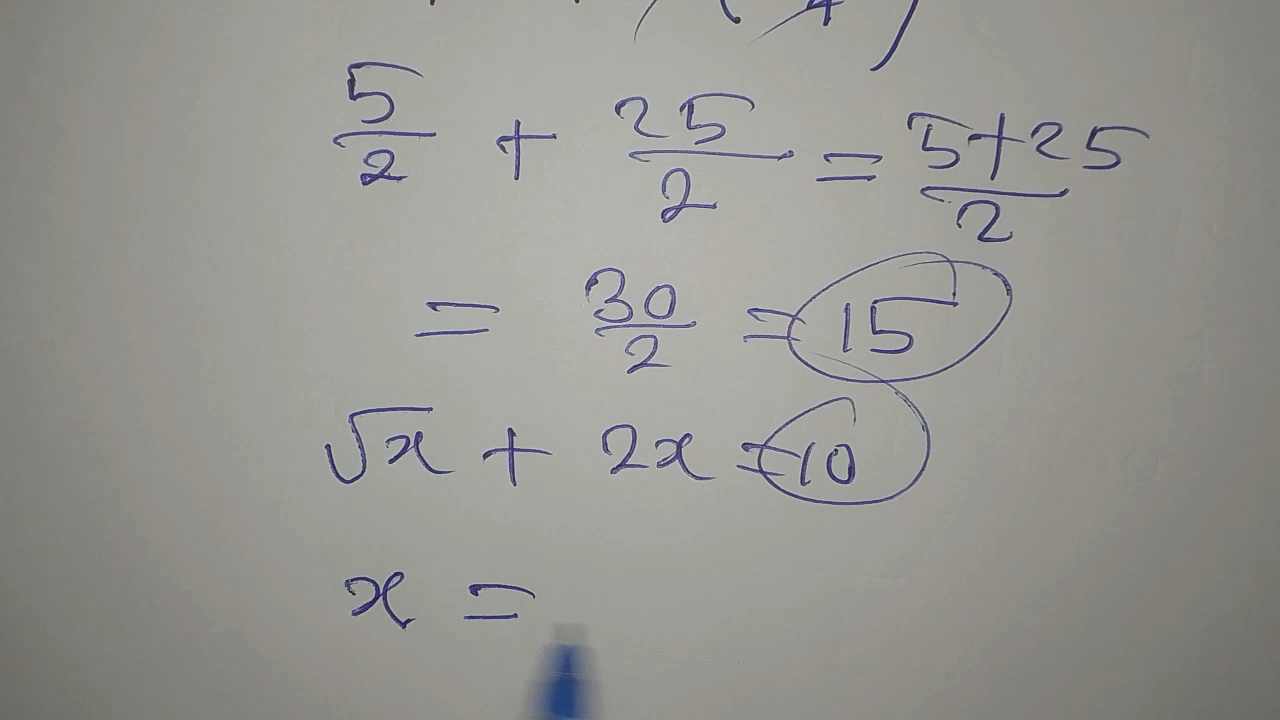 5/2 + 25/2 = 5+25/2
= 30/2 = 15
√x + 2x = 10
x =